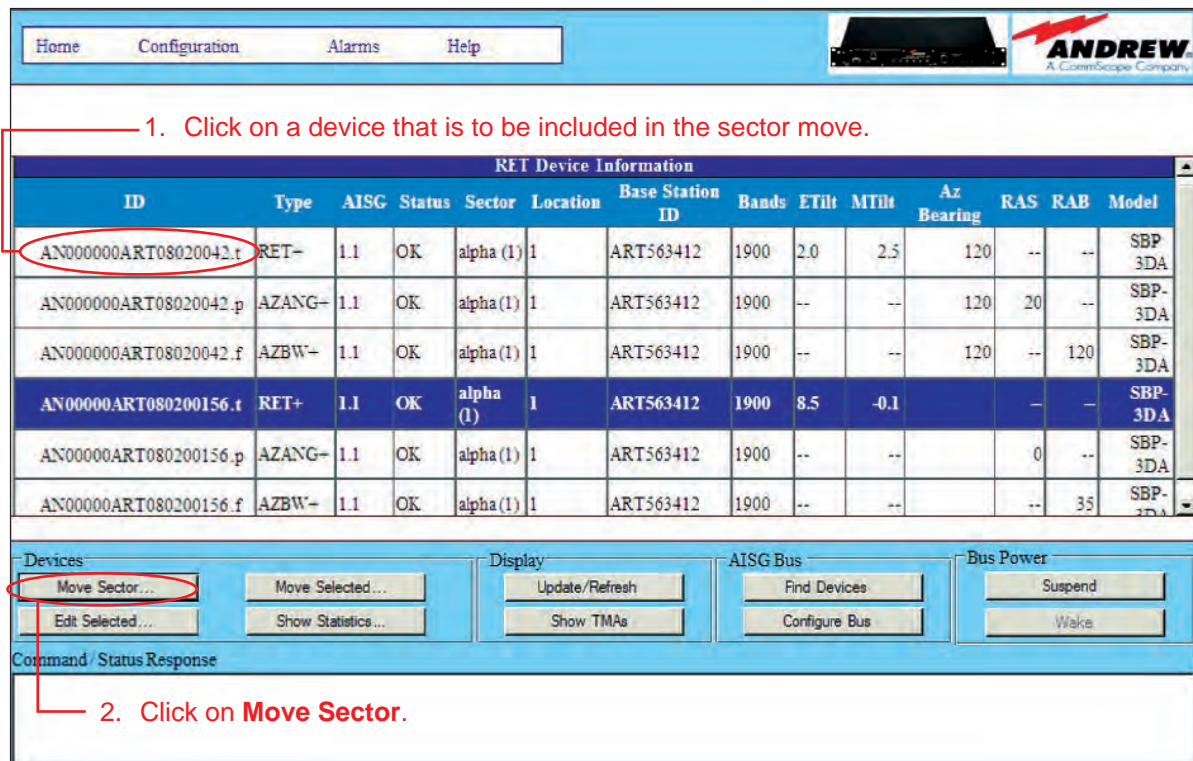 Home Configuration Alarms Help
ANDREW.
A CommScope Company
1. Click on a device that is to be included in the sector move.
RET Device Information
ID Type AISG Status Sector Location Base Station ID Bands ETilt MTilt Az Bearing RAS RAB Model
AN000000ART08020042.t RET+ 1.1 OK alpha (1) 1 ART563412 1900 2.0 2.5 120 -- -- SBP 3DA
AN000000ART08020042.p AZANG+ 1.1 OK alpha (1) 1 ART563412 1900 -- -- 120 20 -- SBP-3DA
AN000000ART08020042.f AZBW+ 1.1 OK alpha (1) 1 ART563412 1900 -- -- 120 -- 120 SBP-3DA
AN00000ART080200156.t RET+ 1.1 OK alpha (1) 1 ART563412 1900 8.5 -0.1 -- -- SBP-3DA
AN00000ART080200156.p AZANG+ 1.1 OK alpha (1) 1 ART563412 1900 -- -- 0 -- SBP-3DA
AN00000ART080200156.f AZBW+ 1.1 OK alpha (1) 1 ART563412 1900 -- -- -- 35 SBP-3DA
Devices Display AISG Bus Bus Power
Move Sector... Move Selected... Update/Refresh Find Devices Suspend
Edit Selected... Show Statistics... Show TMAs Configure Bus Wake
Command / Status Response
2. Click on Move Sector.